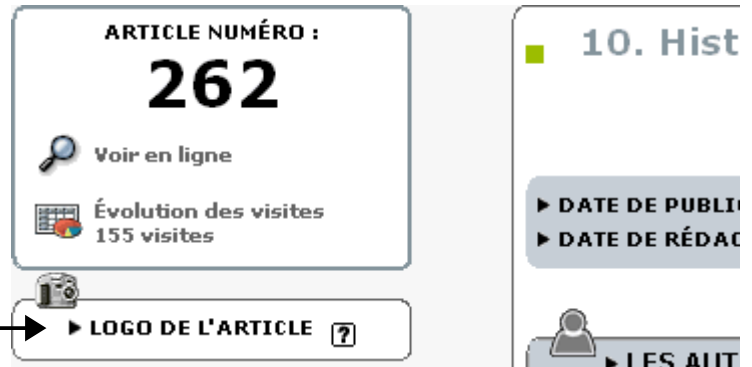 ARTICLE NUMÉRO :
262
Voir en ligne
Évolution des visites
155 visites
LOGO DE L'ARTICLE ?
10. Hist
DATE DE PUBLI
DATE DE RÉDAC
LES AUT